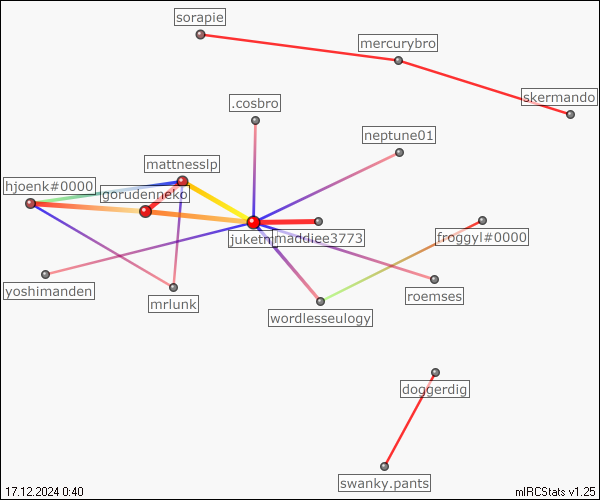 sorapie
mercurybro
skermando
.cosbro
neptune01
mattnesslp
hjoenk#0000
gorudenneko
maddiee3773
froggyl#0000
yoshimanden
mrlunk
roemses
wordlesseulogy
doggerdig
swanky.pants
17.12.2024 0:40
mIRCStats v1.25